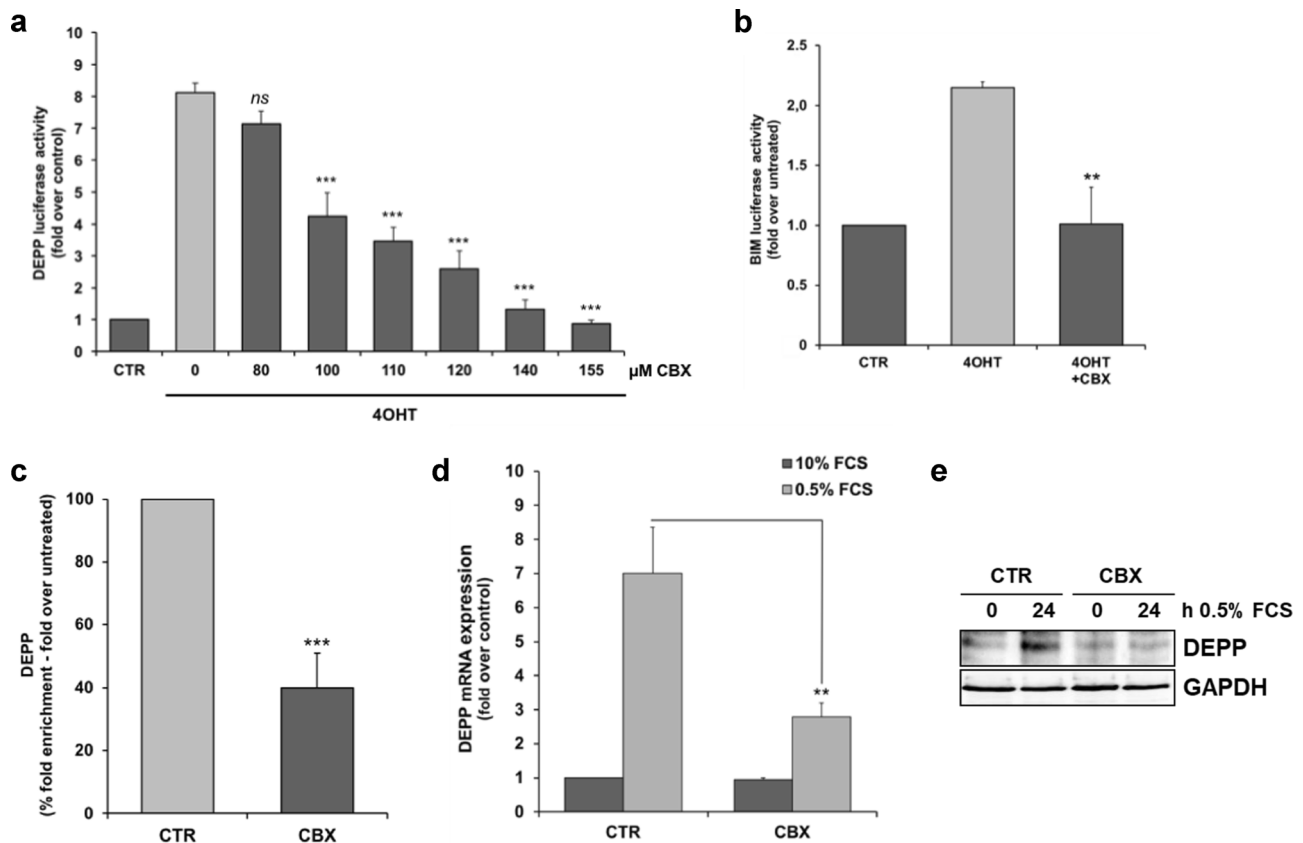 a
DEPP luciferase activity
(fold over control)
10
9
8
7
6
5
4
3
2
1
0
ns
***
***
***
***
***
CTR 0 80 100 110 120 140 155 µM CBX
4OHT
b
BIM luciferase activity
(fold over untreated)
2.5
2,0
1.5
1.0
0.5
0
**
CTR 4OHT 4OHT
+CBX
c
DEPP
(% fold enrichment - fold over untreated)
100
80
60
40
20
0
***
CTR CBX
d
DEPP mRNA expression
(fold over control)
10
9
8
7
6
5
4
3
2
1
0
10% FCS
0.5% FCS
**
CTR CBX
e
CTR CBX
0 24 0 24 h 0.5% FCS
DEPP
GAPDH